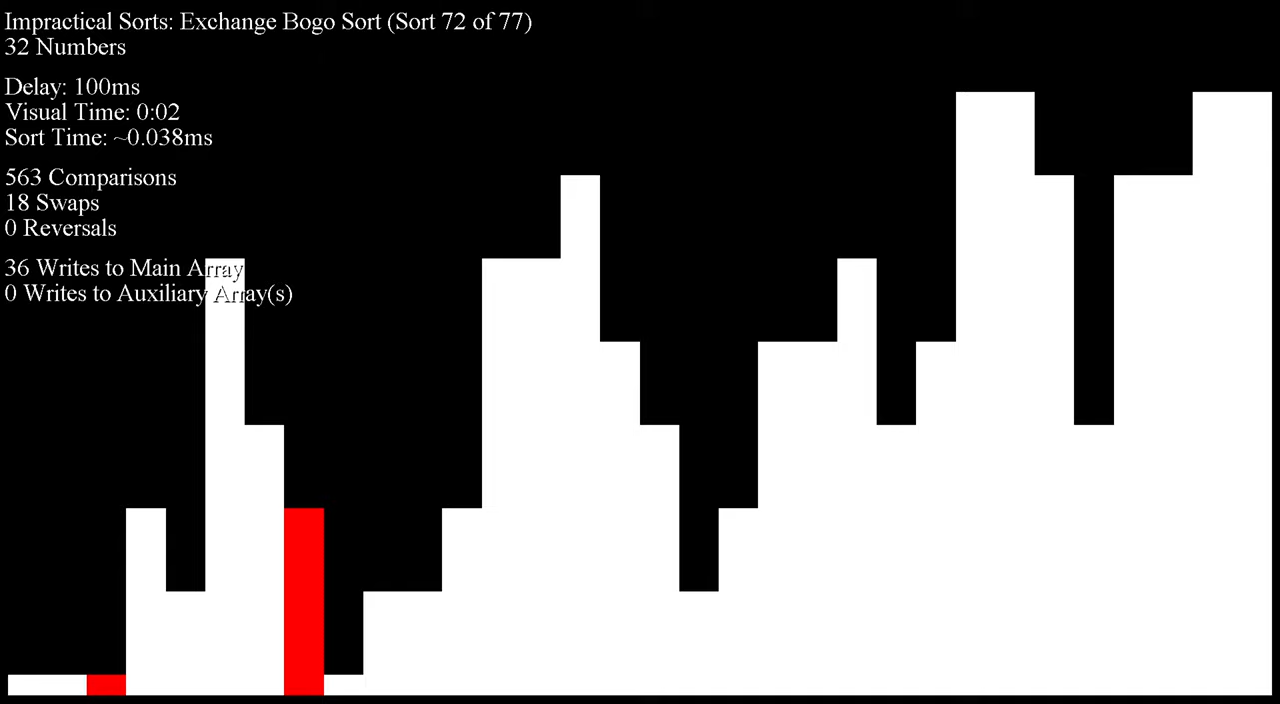 Impractical Sorts: Exchange Bogo Sort (Sort 72 of 77)
32 Numbers
Delay: 100ms
Visual Time: 0:02
Sort Time: ~0.038ms
563 Comparisons
18 Swaps
0 Reversals
36 Writes to Main Array
0 Writes to Auxiliary Array(s)